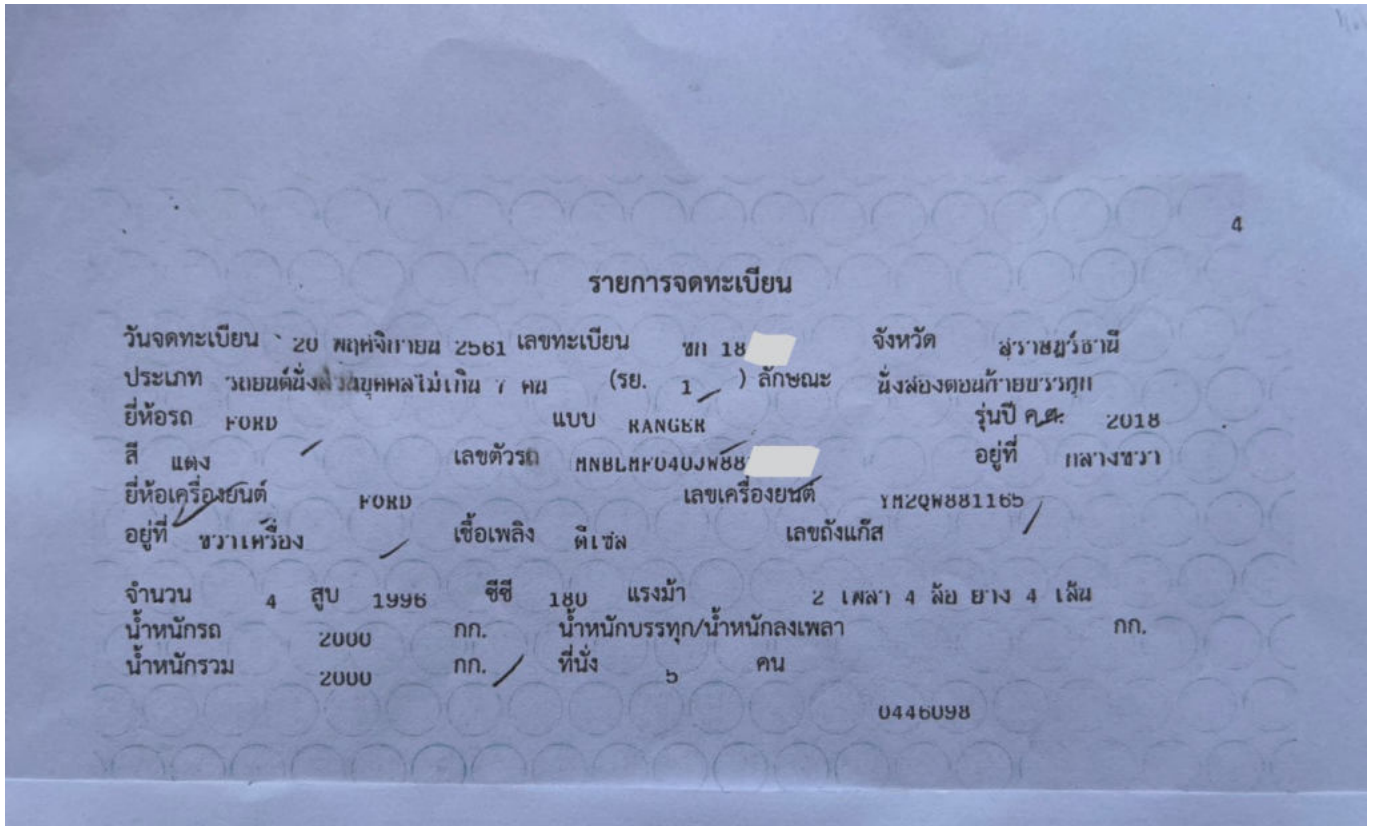 4
รายการจดทะเบียน
วันจดทะเบียน 20 พฤศจิกายน 2561 เลขทะเบียน ขก 18 จังหวัด สุราษฎร์ธานี
ประเภท รถยนต์นั่งส่วนบุคคลไม่เกิน 7 คน (รย. 1 ) ลักษณะ นั่งสองตอนท้ายบรรทุก
ยี่ห้อรถ FORD แบบ RANGER รุ่นปี ค.ศ. 2018
สี แดง เลขตัวรถ MNBLMF040JW88 อยู่ที่ กลางขวา
ยี่ห้อเครื่องยนต์ FORD เลขเครื่องยนต์ YM2QW881165
อยู่ที่ ขวาเครื่อง เชื้อเพลิง ดีเซล เลขถังแก๊ส
จำนวน 4 สูบ 1996 ซีซี 180 แรงม้า 2 เพลา 4 ล้อ ยาง 4 เส้น
น้ำหนักรถ 2000 กก. น้ำหนักบรรทุก/น้ำหนักลงเพลา กก.
น้ำหนักรวม 2000 กก. ที่นั่ง คน
0446098